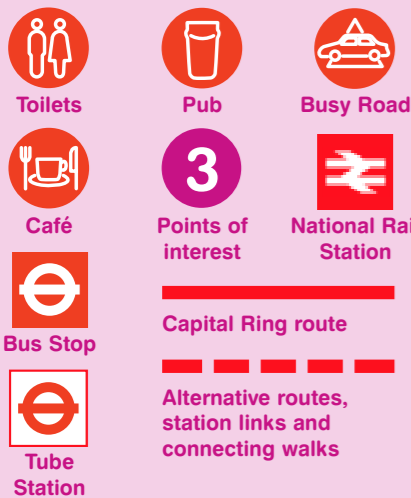 Toilets
Pub
Busy Road
Café
3
Points of
interest
National Rai
Station
Bus Stop
Capital Ring route
Tube
Station
Alternative routes,
station links and
connecting walks